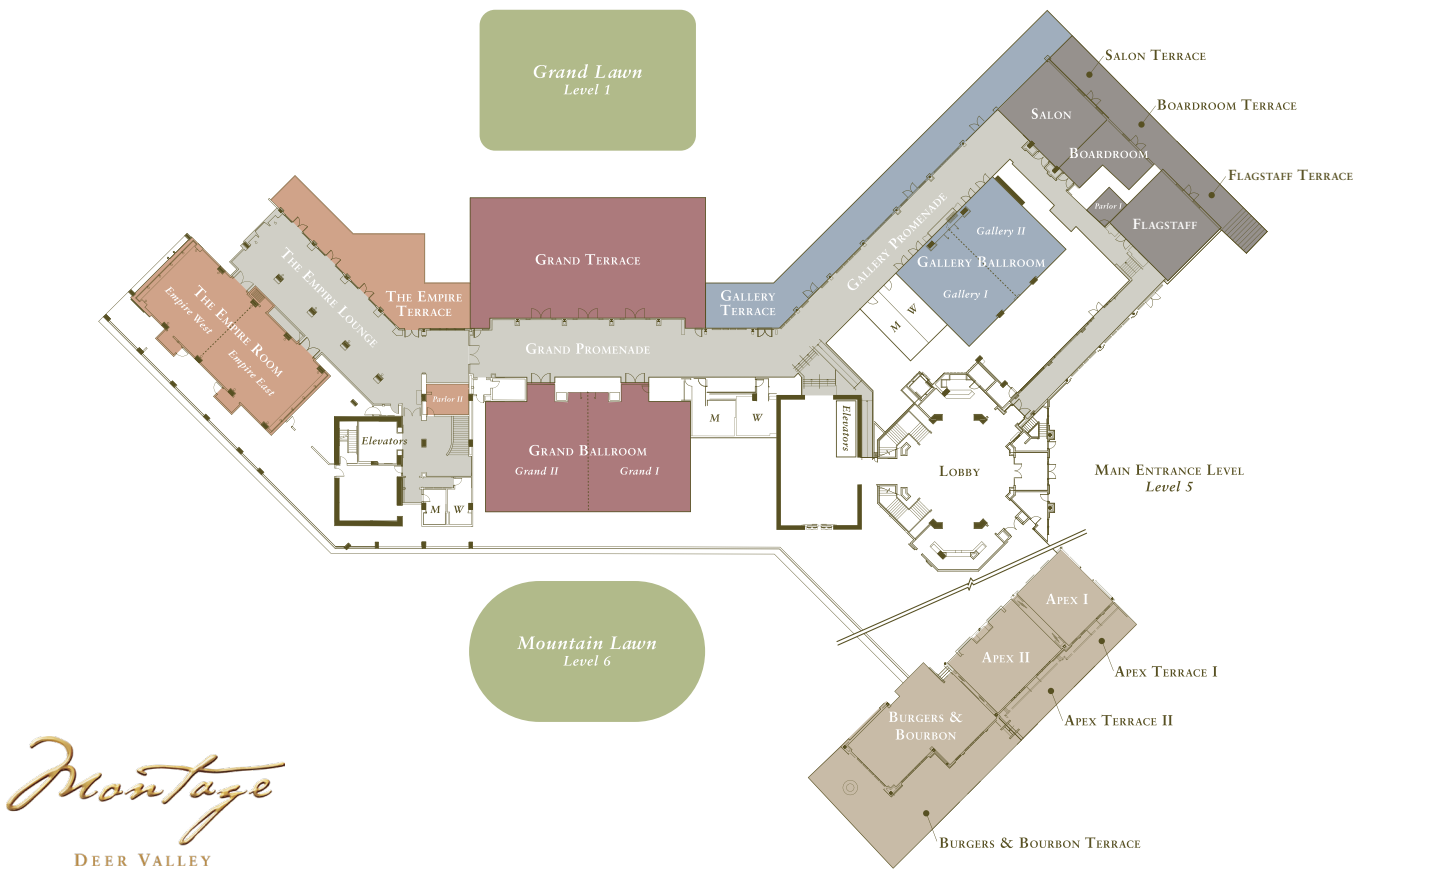 Grand Lawn
Level 1
Salon Terrace
Boardroom Terrace
Flagstaff Terrace
Salon
Boardroom
Parlor I
Flagstaff
Gallery Promenade
Gallery II
Gallery Ballroom
Gallery I
M
W
Grand Terrace
Gallery
Terrace
The Empire
Terrace
The Empire Lounge
The Empire Room
Empire West
Empire East
Grand Promenade
Parlor II
Elevators
M
W
Grand Ballroom
Grand II
Grand I
M
W
Elevators
Lobby
Main Entrance Level
Level 5
Mountain Lawn
Level 6
Apex I
Apex II
Apex Terrace I
Apex Terrace II
Burgers &
Bourbon
Burgers & Bourbon Terrace
Montage
Deer Valley